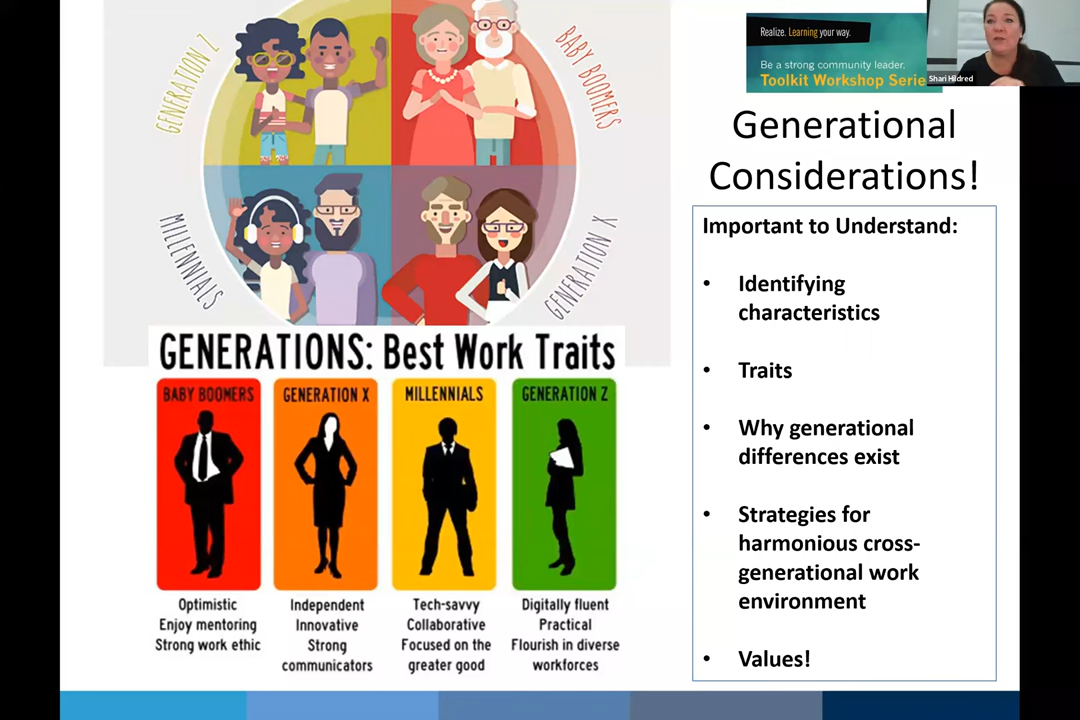 GENERATION Z
BABY BOOMERS
MILLENNIALS
GENERATION X
GENERATIONS: Best Work Traits
BABY BOOMERS
GENERATION X
MILLENNIALS
GENERATION Z
Optimistic
Enjoy mentoring
Strong work ethic
Independent
Innovative
Strong
communicators
Tech-savvy
Collaborative
Focused on the
greater good
Digitally fluent
Practical
Flourish in diverse
workforces
Realize. Learning your way.
Be a strong community leader.
Toolkit Workshop Serie
Shari Hildred
Generational
Considerations!
Important to Understand:
• Identifying
characteristics
• Traits
• Why generational
differences exist
• Strategies for
harmonious cross-
generational work
environment
• Values!